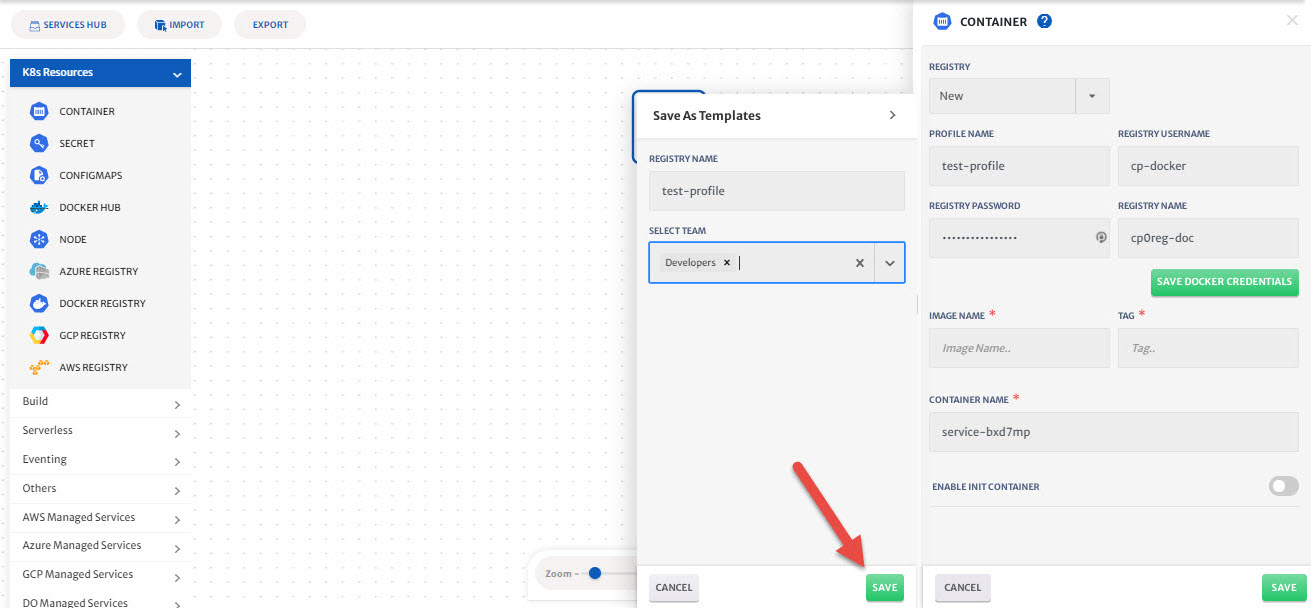 SERVICES HUB
IMPORT
EXPORT
K8s Resources
CONTAINER
SECRET
CONFIGMAPS
DOCKER HUB
NODE
AZURE REGISTRY
DOCKER REGISTRY
GCP REGISTRY
AWS REGISTRY
Build
Serverless
Eventing
Others
AWS Managed Services
Azure Managed Services
GCP Managed Services
DO Managed Services
Zoom -
Save As Templates
REGISTRY NAME
test-profile
SELECT TEAM
Developers ×
CANCEL
SAVE
CONTAINER ?
REGISTRY
New
PROFILE NAME
REGISTRY USERNAME
test-profile
cp-docker
REGISTRY PASSWORD
REGISTRY NAME
••••••••••••••••
cp0reg-doc
SAVE DOCKER CREDENTIALS
IMAGE NAME *
TAG *
Image Name..
Tag..
CONTAINER NAME *
service-bxd7mp
ENABLE INIT CONTAINER
CANCEL
SAVE